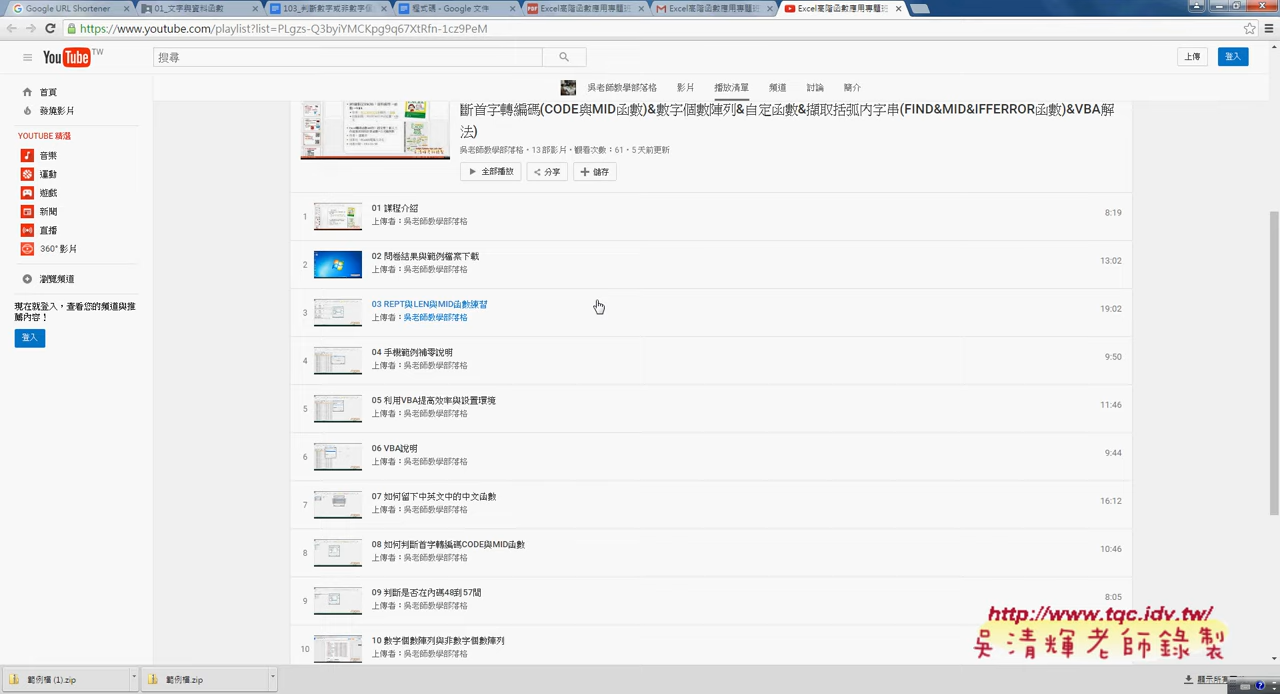 Google URL Shortener
01_文字與資料函數
103_判斷數字或非數字個
程式碼 - Google 文件
Excel高階函數應用專題班
Excel高階函數應用專題班
Excel高階函數應用專題班
https://www.youtube.com/playlist?list=PLgzs-Q3byiYMCKpg9q67XtRfn-1cz9PeM
YouTube TW
搜尋
上傳
登入
吳老師教學部落格
影片
播放清單
頻道
討論
簡介
首頁
發燒影片
YOUTUBE 精選
音樂
運動
遊戲
新聞
直播
360° 影片
瀏覽頻道
現在就登入，查看您的頻道與推
薦內容！
登入
斷首字轉編碼(CODE與MID函數)&數字個數陣列&自定函數&擷取括弧內字串(FIND&MID&IFFERROR函數)&VBA解
法)
吳老師教學部落格・13 部影片・觀看次數：61・5 天前更新
全部播放
分享
儲存
1
01 課程介紹
上傳者：吳老師教學部落格
8:19
2
02 問卷結果與範例檔案下載
上傳者：吳老師教學部落格
13:02
3
03 REPT與LEN與MID函數練習
上傳者：吳老師教學部落格
19:02
4
04 手機範例補零說明
上傳者：吳老師教學部落格
9:50
5
05 利用VBA提高效率與設置環境
上傳者：吳老師教學部落格
11:46
6
06 VBA說明
上傳者：吳老師教學部落格
9:44
7
07 如何留下中英文中的中文函數
上傳者：吳老師教學部落格
16:12
8
08 如何判斷首字轉編碼CODE與MID函數
上傳者：吳老師教學部落格
10:46
9
09 判斷是否在內碼48到57間
上傳者：吳老師教學部落格
8:05
10
10 數字個數陣列與非數字個數陣列
上傳者：吳老師教學部落格
http://www.tqc.idv.tw/
吳清輝老師錄製
範例檔 (1).zip
範例檔.zip
顯示所有